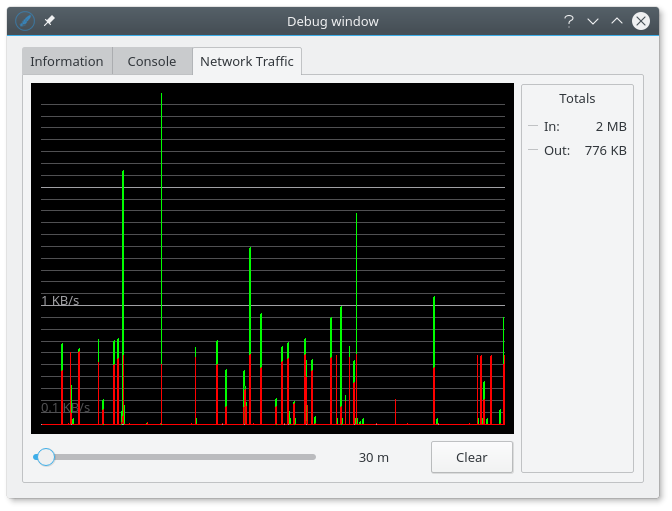 Debug window
Information
Console
Network Traffic
1 KB/s
0.1 KB/s
Totals
In: 2 MB
Out: 776 KB
30 m
Clear